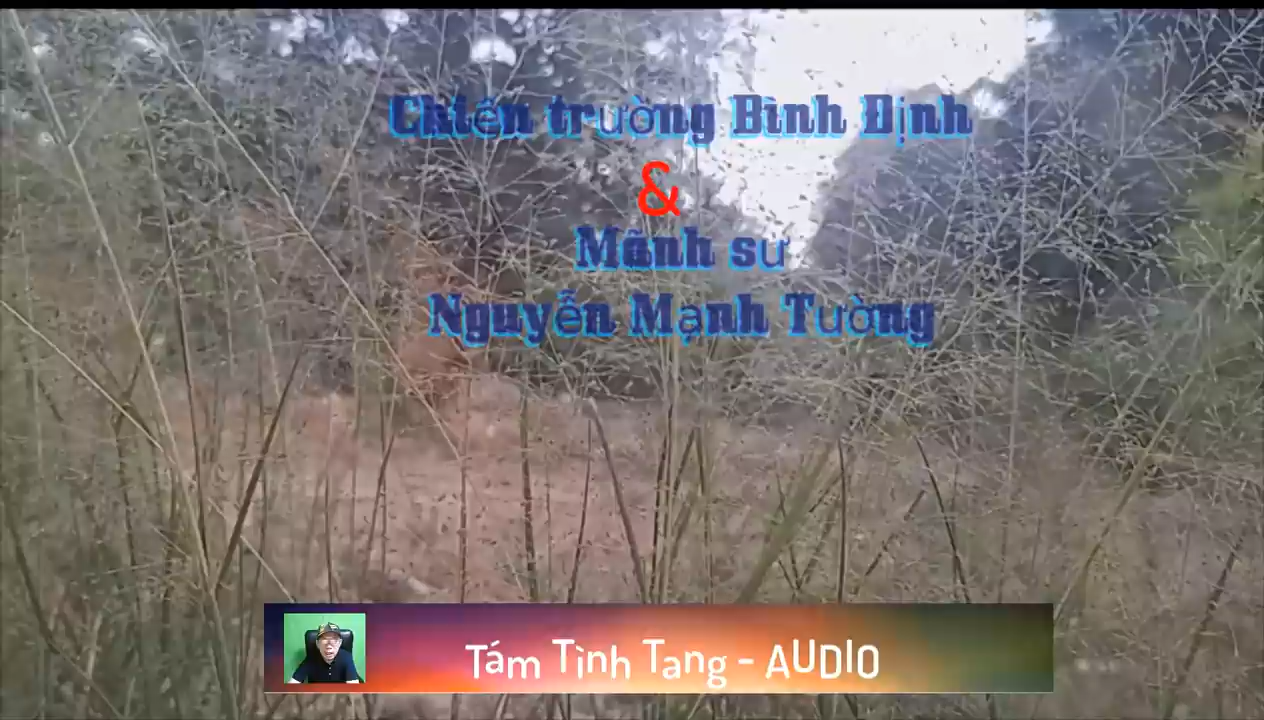 Chiến trường Bình Định
&
Mãnh sư
Nguyễn Mạnh Tường
Tám Tình Tang - AUDIO